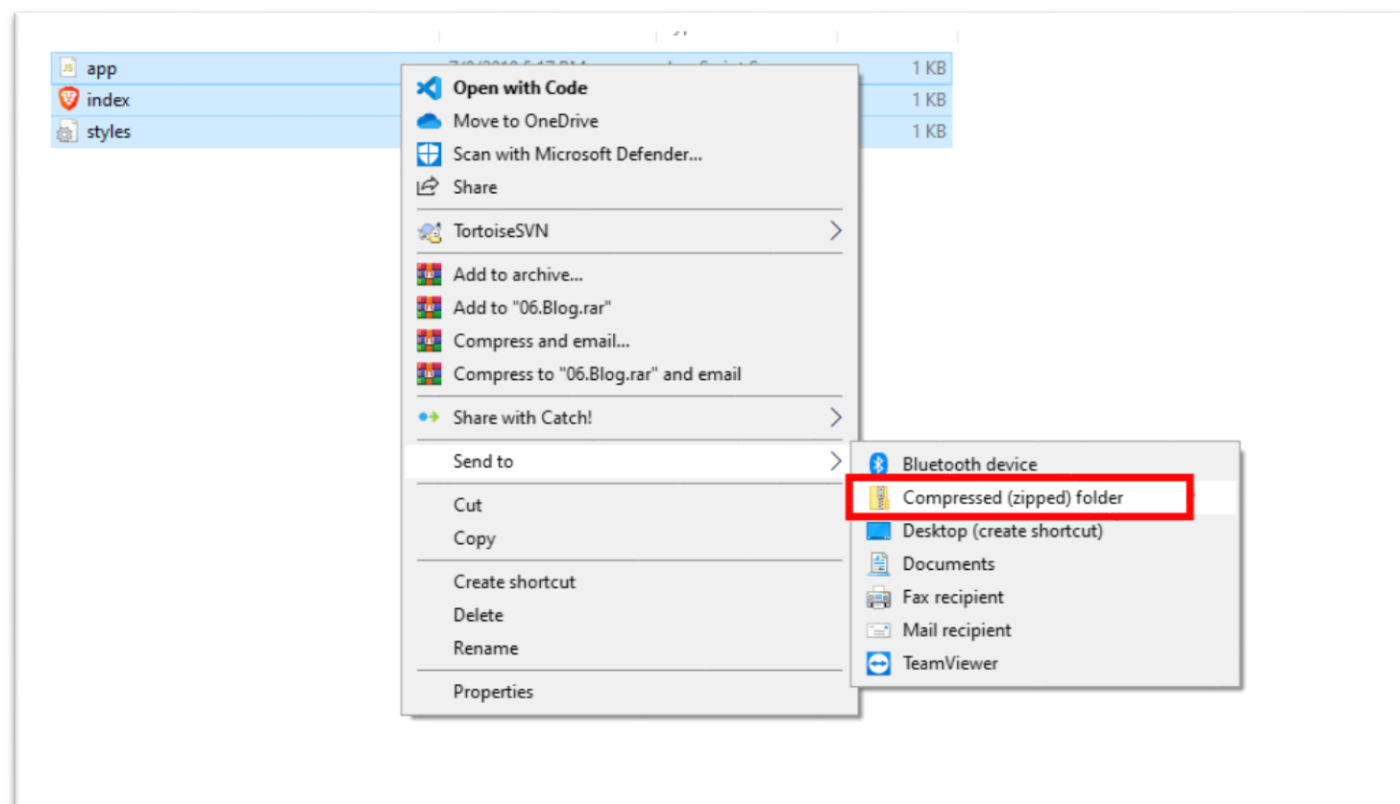 app 1 KB
index 1 KB
styles 1 KB
Open with Code
Move to OneDrive
Scan with Microsoft Defender...
Share
TortoiseSVN
Add to archive...
Add to "06.Blog.rar"
Compress and email...
Compress to "06.Blog.rar" and email
Share with Catch!
Send to
Cut
Copy
Create shortcut
Delete
Rename
Properties
Bluetooth device
Compressed (zipped) folder
Desktop (create shortcut)
Documents
Fax recipient
Mail recipient
TeamViewer